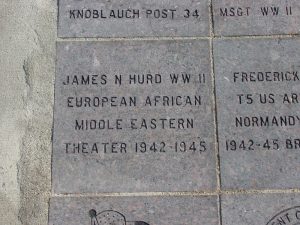 KNOBLAUCH POST 34
MSGT WW II
JAMES N HURD WW II
EUROPEAN AFRICAN
MIDDLE EASTERN
THEATER 1942-1945
FREDERICK
T5 US AR
NORMANDY
1942-45 BR